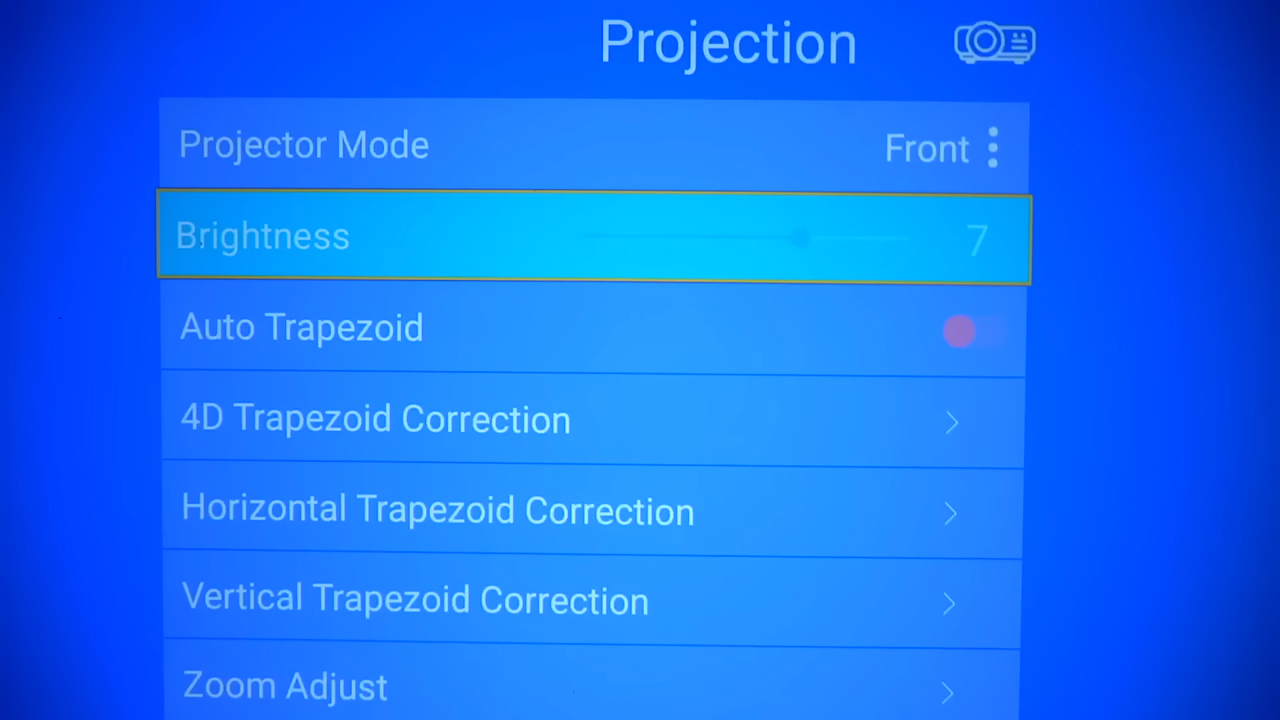 Projection
Projector Mode Front
Brightness 7
Auto Trapezoid
4D Trapezoid Correction
Horizontal Trapezoid Correction
Vertical Trapezoid Correction
Zoom Adjust